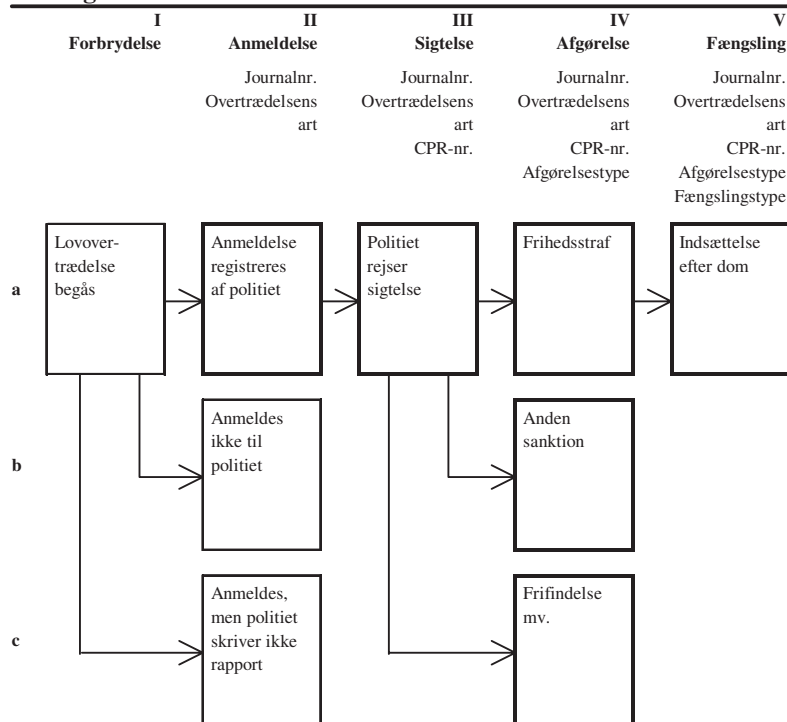 I II III IV V
Forbrydelse Anmeldelse Sigtelse Afgørelse Fængsling
Journalnr. Journalnr. Journalnr. Journalnr.
Overtrædelsens Overtrædelsens Overtrædelsens Overtrædelsens
art art art art
CPR-nr. CPR-nr. CPR-nr.
Afgørelsestype Afgørelsestype
Fængslingstype
a
Lovover-
trædelse
begås
Anmeldelse
registreres
af politiet
Politiet
rejser
sigtelse
Frihedsstraf
Indsættelse
efter dom
b
Anmeldes
ikke til
politiet
Anden
sanktion
c
Anmeldes,
men politiet
skriver ikke
rapport
Frifindelse
mv.